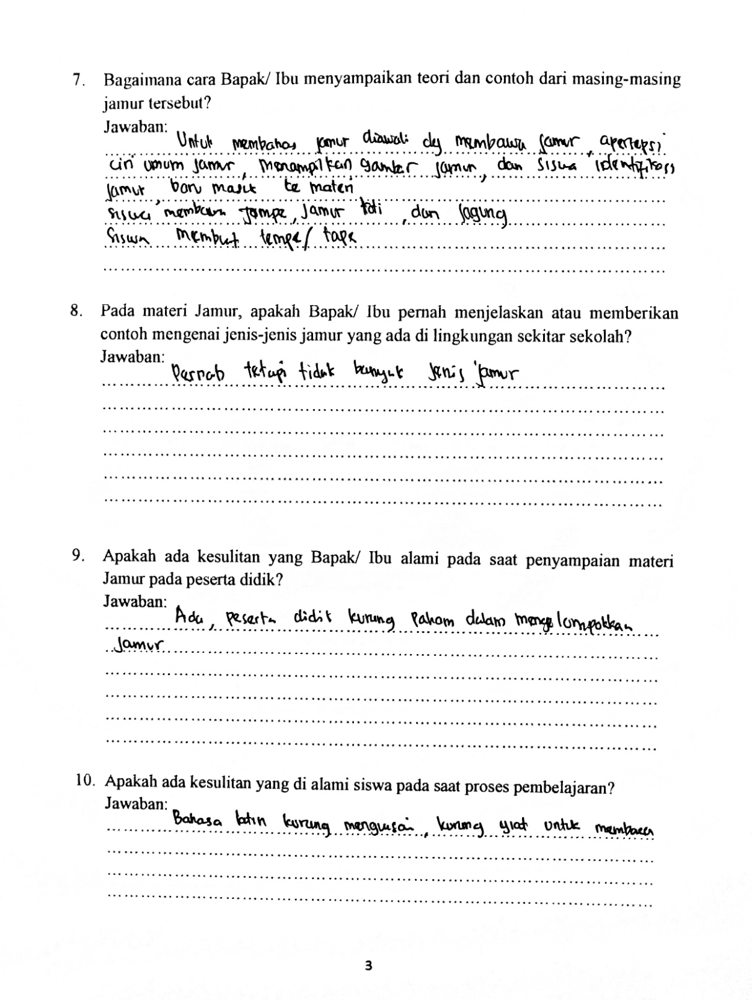 7. Bagaimana cara Bapak/ Ibu menyampaikan teori dan contoh dari masing-masing
jamur tersebut?
Jawaban:
Untuk membahas jamur diawali dg membawa jamur, apersepsi
ciri umum jamur, menampilkan gambar jamur, dan siswa identifikasi
jamur, baru masuk ke materi
siswa membawa tempe, jamur roti, dan jagung
Siswa membuat tempe/ tape
8. Pada materi Jamur, apakah Bapak/ Ibu pernah menjelaskan atau memberikan
contoh mengenai jenis-jenis jamur yang ada di lingkungan sekitar sekolah?
Jawaban:
Pernah tetapi tidak banyak jenis jamur
9. Apakah ada kesulitan yang Bapak/ Ibu alami pada saat penyampaian materi
Jamur pada peserta didik?
Jawaban:
Ada, peserta didik kurang paham dalam mengelompokkan
Jamur
10. Apakah ada kesulitan yang di alami siswa pada saat proses pembelajaran?
Jawaban:
Bahasa latin kurang menguasai, kurang giat untuk membaca
3